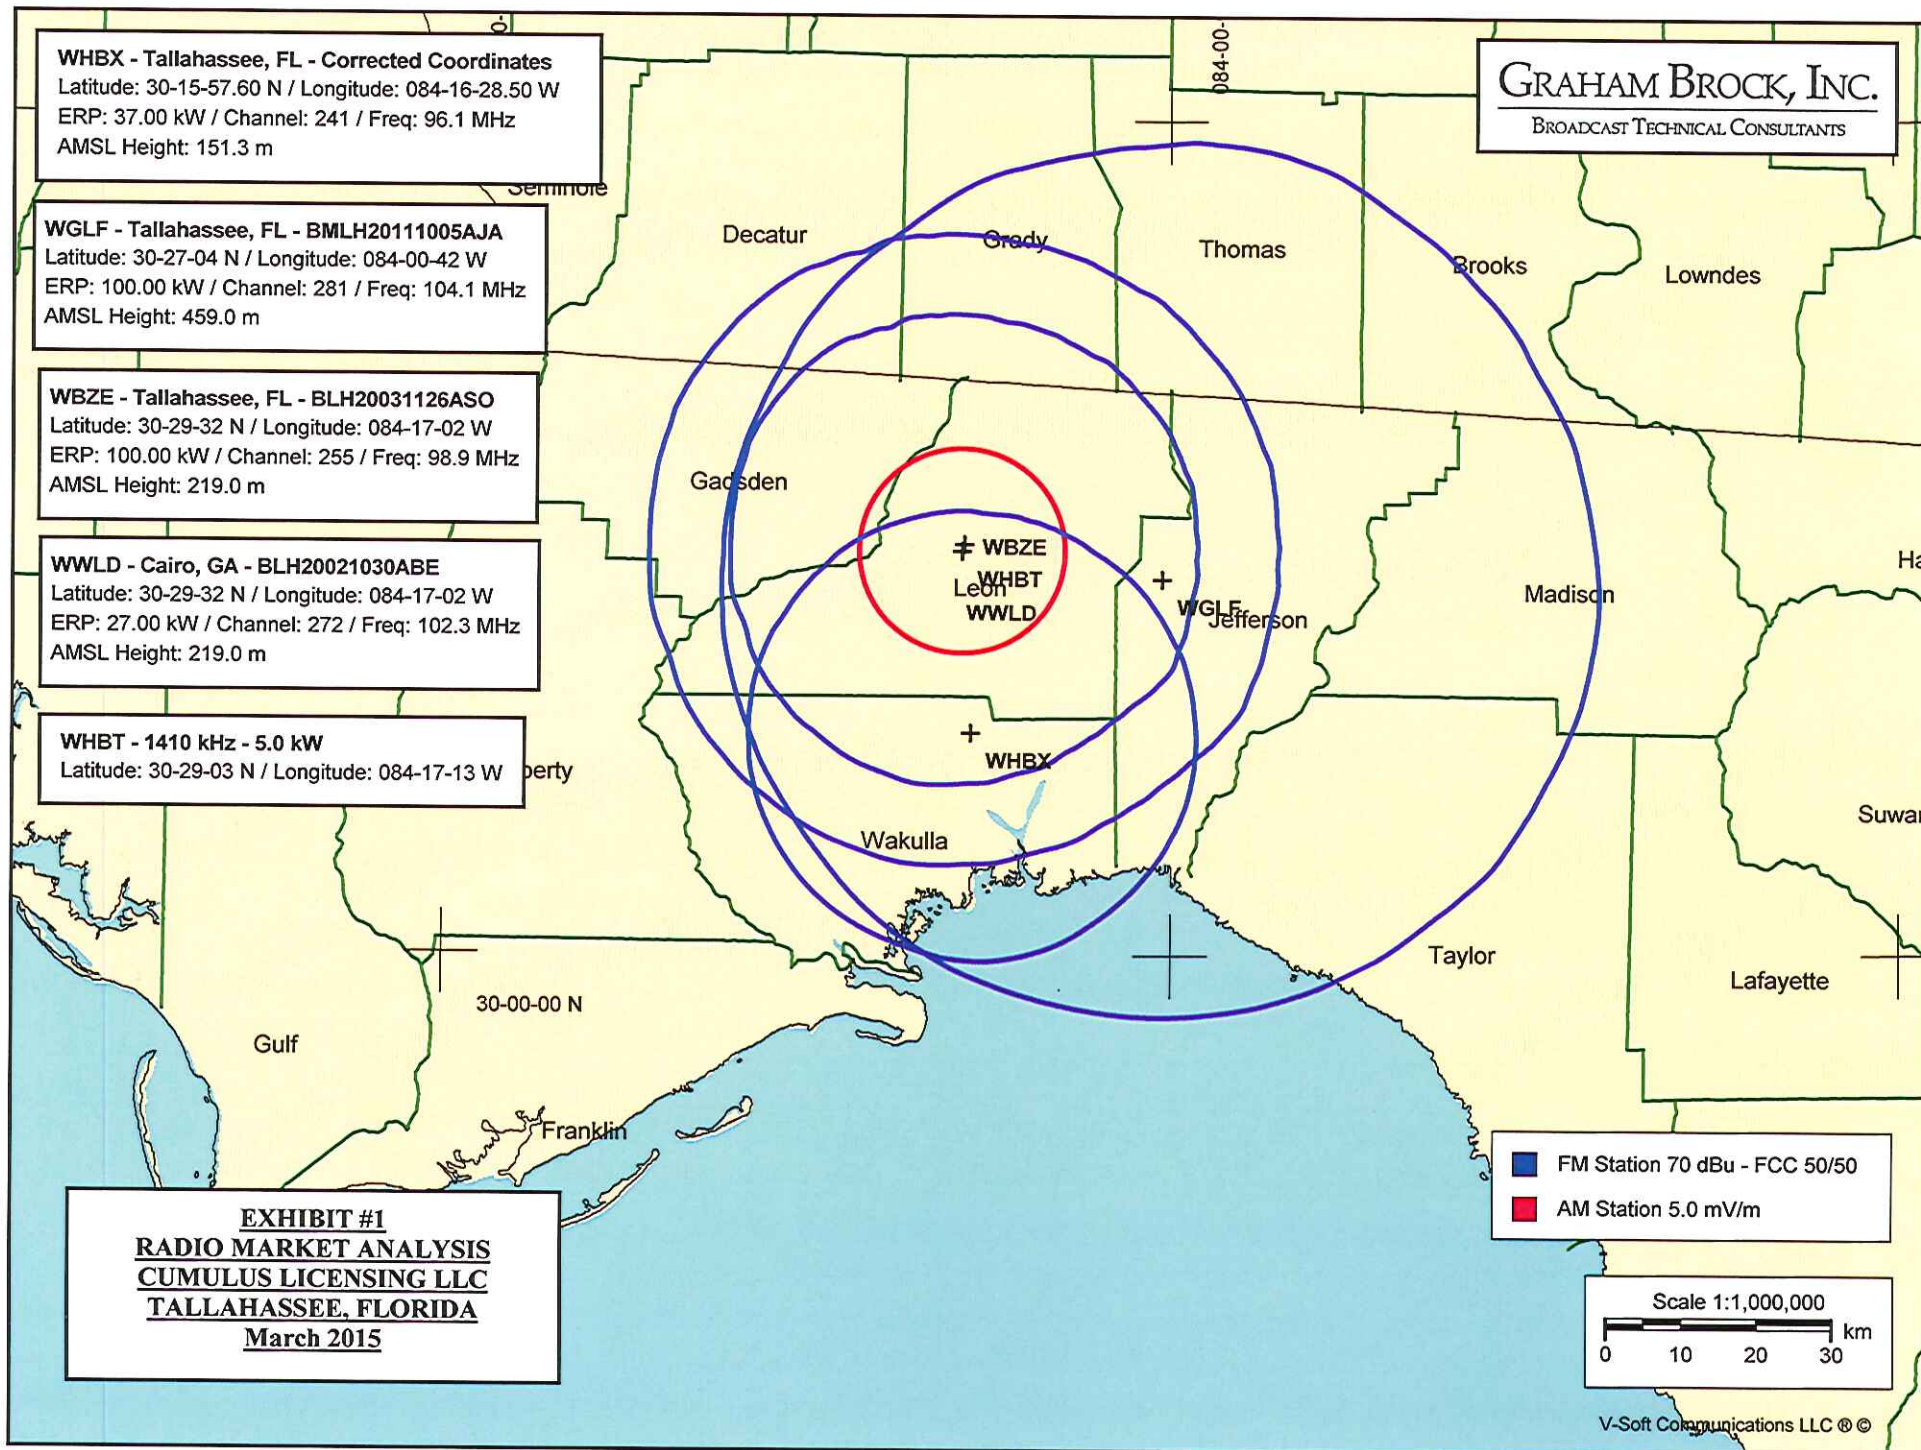 WHBX - Tallahassee, FL - Corrected Coordinates
Latitude: 30-15-57.60 N / Longitude: 084-16-28.50 W
ERP: 37.00 kW / Channel: 241 / Freq: 96.1 MHz
AMSL Height: 151.3 m
084-00-
GRAHAM BROCK, INC.
BROADCAST TECHNICAL CONSULTANTS
Seminole
WGLF - Tallahassee, FL - BMLH20111005AJA
Latitude: 30-27-04 N / Longitude: 084-00-42 W
ERP: 100.00 kW / Channel: 281 / Freq: 104.1 MHz
AMSL Height: 459.0 m
Decatur
Grady
Thomas
Brooks
Lowndes
WBZE - Tallahassee, FL - BLH20031126ASO
Latitude: 30-29-32 N / Longitude: 084-17-02 W
ERP: 100.00 kW / Channel: 255 / Freq: 98.9 MHz
AMSL Height: 219.0 m
Gadsden
WWLD - Cairo, GA - BLH20021030ABE
Latitude: 30-29-32 N / Longitude: 084-17-02 W
ERP: 27.00 kW / Channel: 272 / Freq: 102.3 MHz
AMSL Height: 219.0 m
WBZE
WHBT
Leon
WWLD
WGLF
Jefferson
Madison
Ha
WHBT - 1410 kHz - 5.0 kW
Latitude: 30-29-03 N / Longitude: 084-17-13 W
perty
WHBX
Wakulla
Suwan
Taylor
Lafayette
30-00-00 N
Gulf
Franklin
FM Station 70 dBu - FCC 50/50
AM Station 5.0 mV/m
EXHIBIT #1
RADIO MARKET ANALYSIS
CUMULUS LICENSING LLC
TALLAHASSEE, FLORIDA
March 2015
Scale 1:1,000,000
km
0 10 20 30
V-Soft Communications LLC ® ©